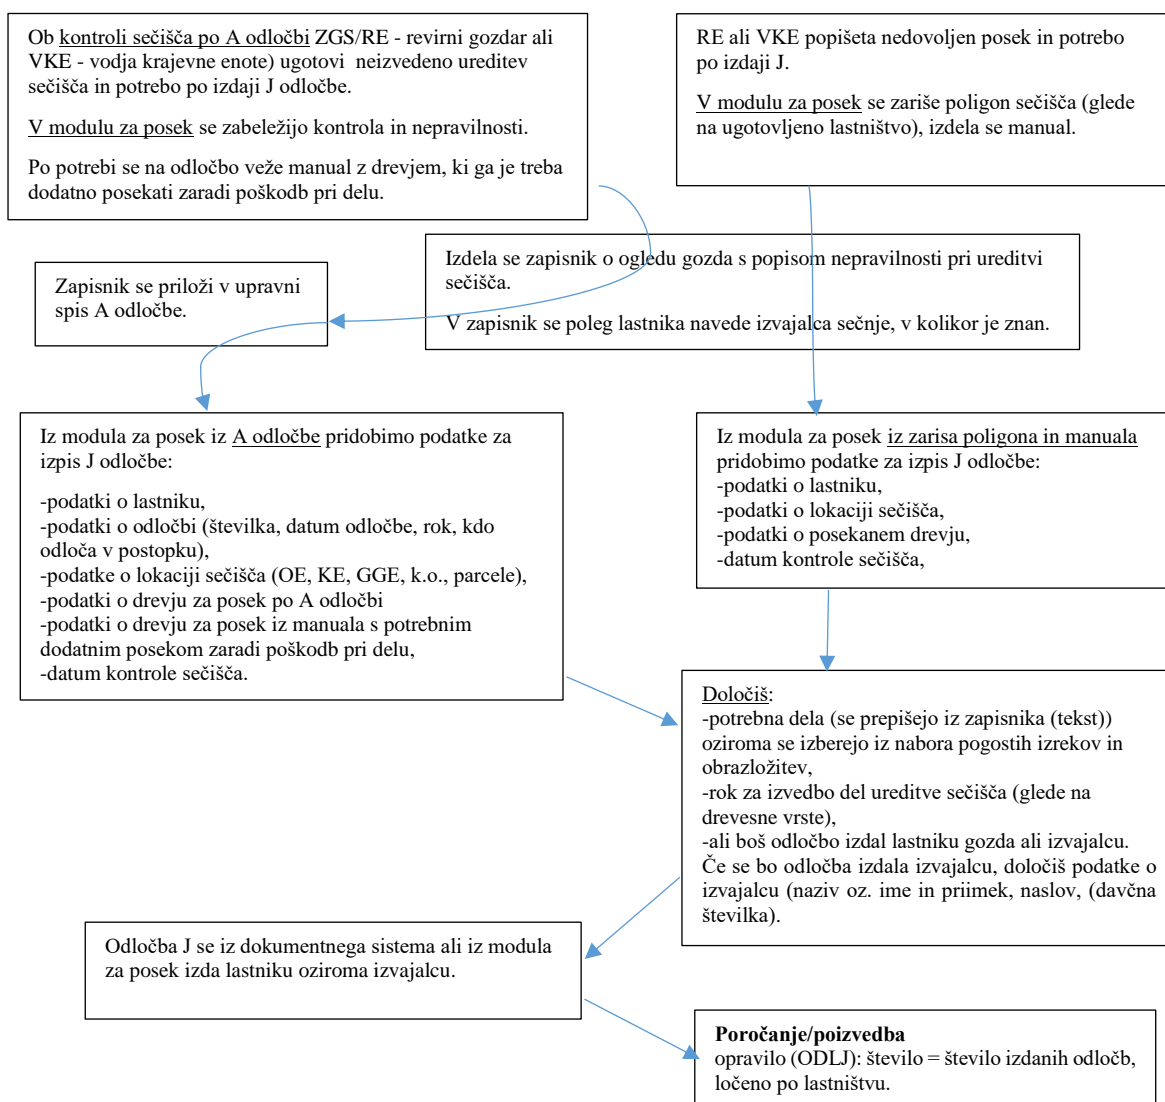 Ob kontroli sečišča po A odločbi ZGS/RE - revirni gozdar ali
VKE - vodja krajevne enote) ugotovi neizvedeno ureditev
sečišča in potrebo po izdaji J odločbe.
V modulu za posek se zabeležijo kontrola in nepravilnosti.
Po potrebi se na odločbo veže manual z drevjem, ki ga je treba
dodatno posekati zaradi poškodb pri delu.
RE ali VKE popišeta nedovoljen posek in potrebo
po izdaji J.
V modulu za posek se zariše poligon sečišča (glede
na ugotovljeno lastništvo), izdela se manual.
Zapisnik se priloži v upravni
spis A odločbe.
Izdela se zapisnik o ogledu gozda s popisom nepravilnosti pri ureditvi
sečišča.
V zapisnik se poleg lastnika navede izvajalca sečnje, v kolikor je znan.
Iz modula za posek iz A odločbe pridobimo podatke za
izpis J odločbe:
-podatki o lastniku,
-podatki o odločbi (številka, datum odločbe, rok, kdo
odloča v postopku),
-podatke o lokaciji sečišča (OE, KE, GGE, k.o., parcele),
-podatki o drevju za posek po A odločbi
-podatki o drevju za posek iz manuala s potrebnim
dodatnim posekom zaradi poškodb pri delu,
-datum kontrole sečišča.
Iz modula za posek iz zarisa poligona in manuala
pridobimo podatke za izpis J odločbe:
-podatki o lastniku,
-podatki o lokaciji sečišča,
-podatki o posekanem drevju,
-datum kontrole sečišča,
Določiš:
-potrebna dela (se prepišejo iz zapisnika (tekst))
oziroma se izberejo iz nabora pogostih izrekov in
obrazložitev,
-rok za izvedbo del ureditve sečišča (glede na
drevesne vrste),
-ali boš odločbo izdal lastniku gozda ali izvajalcu.
Če se bo odločba izdala izvajalcu, določiš podatke o
izvajalcu (naziv oz. ime in priimek, naslov, (davčna
številka).
Odločba J se iz dokumentnega sistema ali iz modula
za posek izda lastniku oziroma izvajalcu.
Poročanje/poizvedba
opravilo (ODLJ): število = število izdanih odločb,
ločeno po lastništvu.